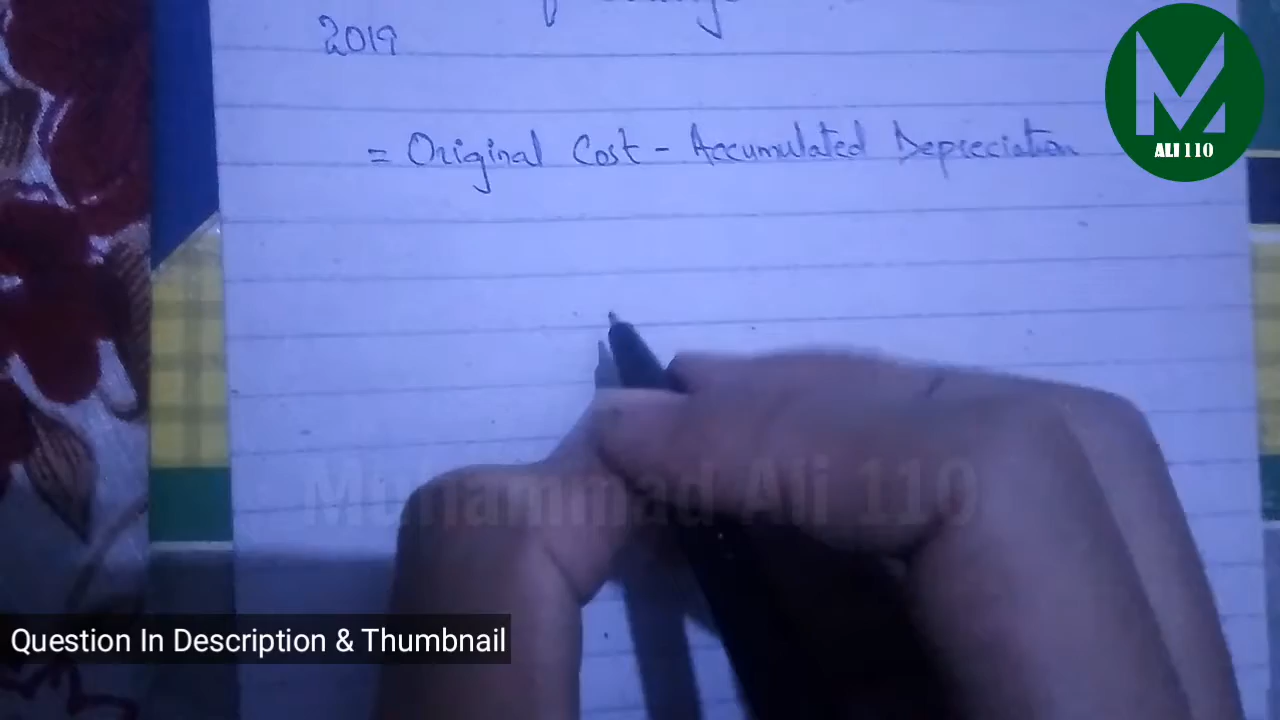 2019
= Original Cost - Accumulated Depreciation
M
ALI 110
Muhammad Ali 110
Question In Description & Thumbnail